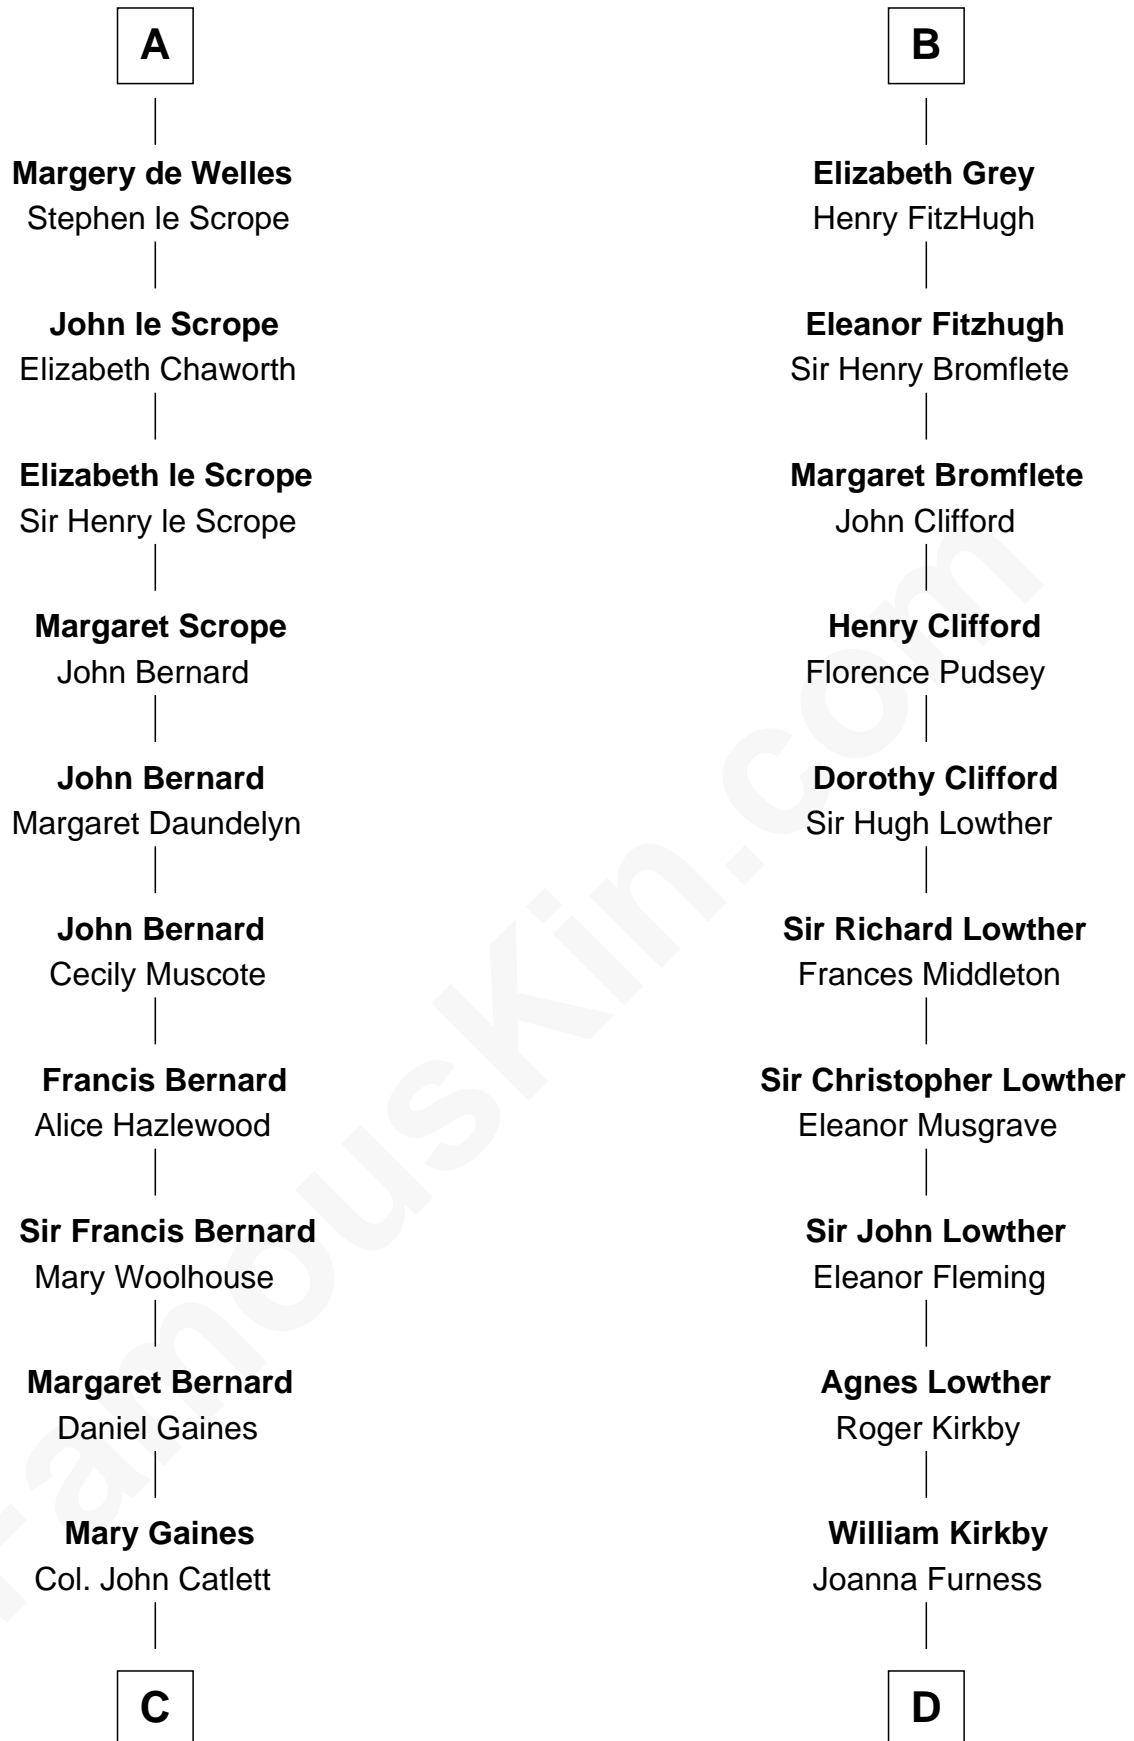 A
Margery de Welles
Stephen le Scrope
John le Scrope
Elizabeth Chaworth
Elizabeth le Scrope
Sir Henry le Scrope
Margaret Scrope
John Bernard
John Bernard
Margaret Daundelyn
John Bernard
Cecily Muscote
Francis Bernard
Alice Hazlewood
Sir Francis Bernard
Mary Woolhouse
Margaret Bernard
Daniel Gaines
Mary Gaines
Col. John Catlett
C
B
Elizabeth Grey
Henry FitzHugh
Eleanor Fitzhugh
Sir Henry Bromflete
Margaret Bromflete
John Clifford
Henry Clifford
Florence Pudsey
Dorothy Clifford
Sir Hugh Lowther
Sir Richard Lowther
Frances Middleton
Sir Christopher Lowther
Eleanor Musgrave
Sir John Lowther
Eleanor Fleming
Agnes Lowther
Roger Kirkby
William Kirkby
Joanna Furness
D
FamousKin.com